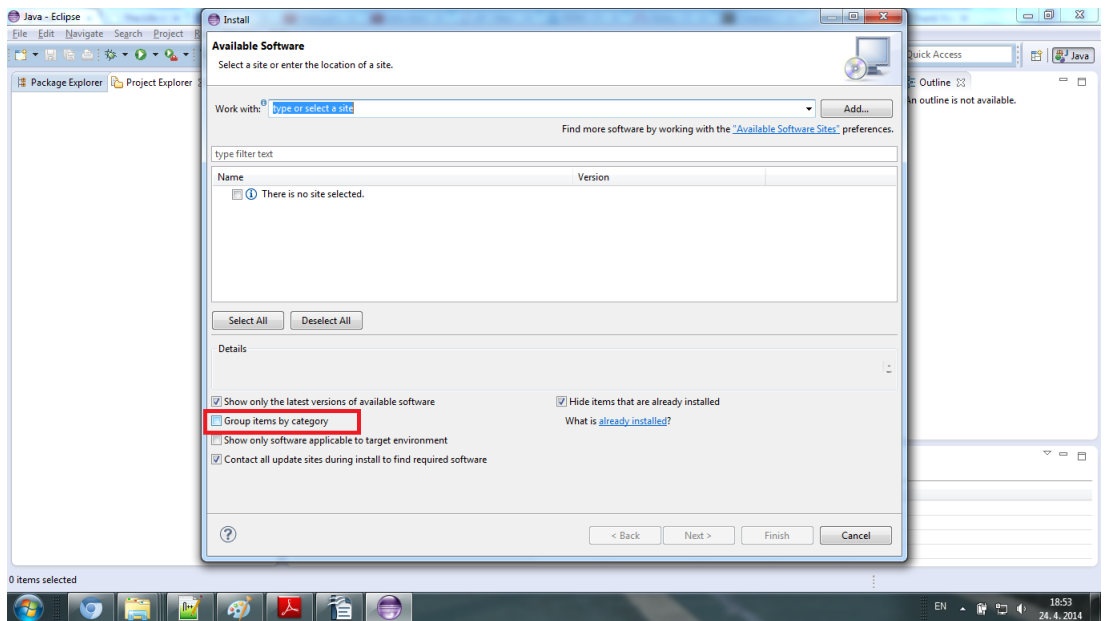 Java - Eclipse
File Edit Navigate Search Project
Quick Access
Java
Package Explorer Project Explorer
Outline
An outline is not available.
Install
Available Software
Select a site or enter the location of a site.
Work with: type or select a site
Add...
Find more software by working with the "Available Software Sites" preferences.
type filter text
Name Version
There is no site selected.
Select All Deselect All
Details
Show only the latest versions of available software
Hide items that are already installed
Group items by category
What is already installed?
Show only software applicable to target environment
Contact all update sites during install to find required software
< Back Next > Finish Cancel
0 items selected
EN
18:53
24. 4. 2014